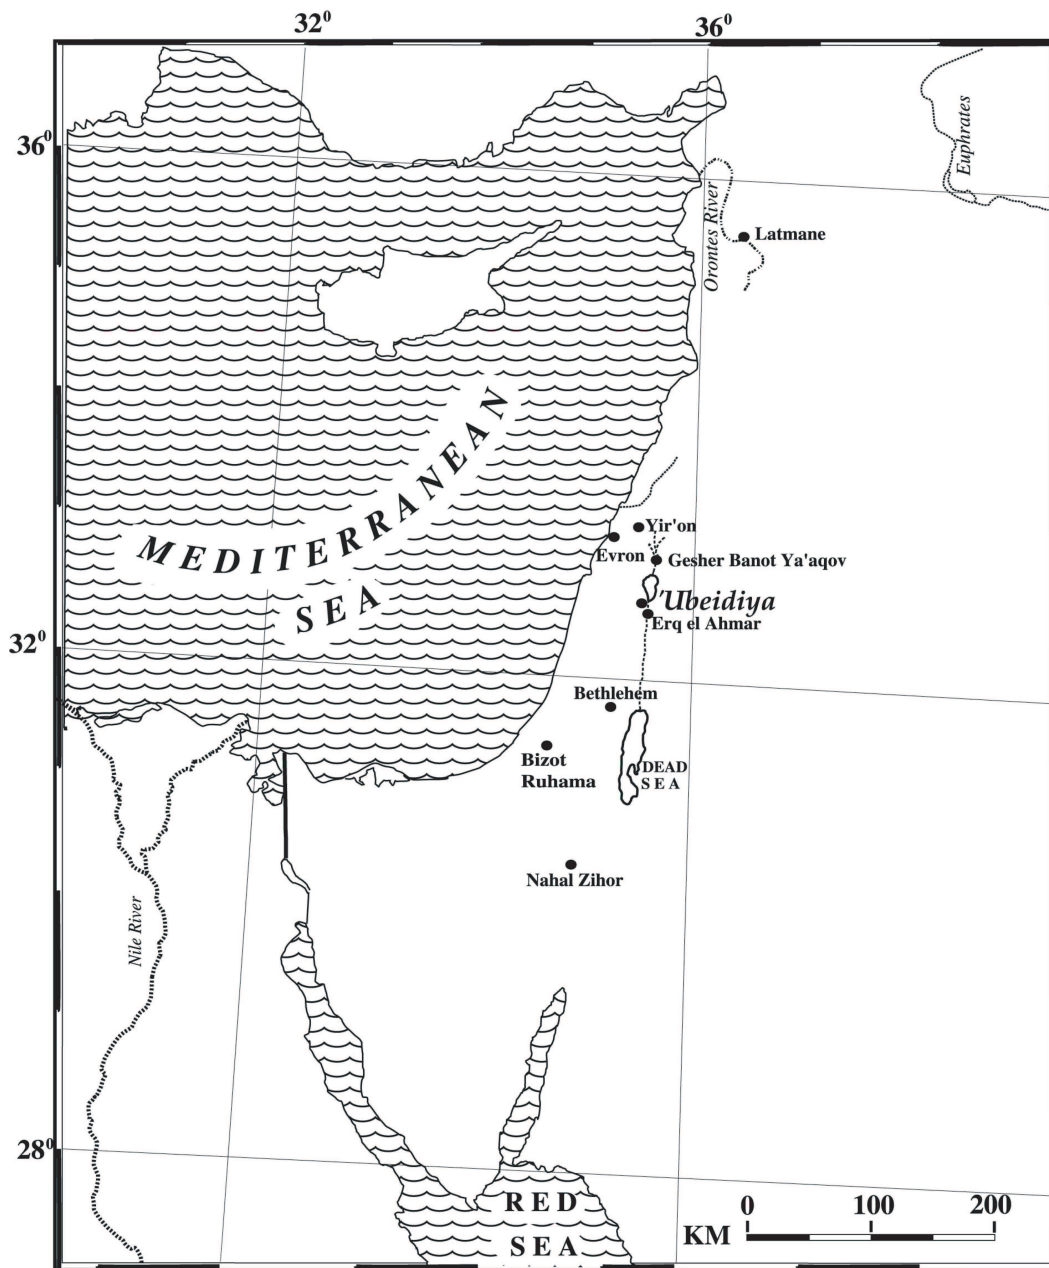 32⁰
36⁰
36⁰
Euphrates
Orontes River
Latmane
MEDITERRANEAN
SEA
Yir'on
Evron
Gesher Banot Ya'aqov
'Ubeidiya
Erq el Ahmar
32⁰
Bethlehem
Bizot
Ruhama
DEAD
SEA
Nahal Zihor
Nile River
28⁰
RED
SEA
0 100 200
KM